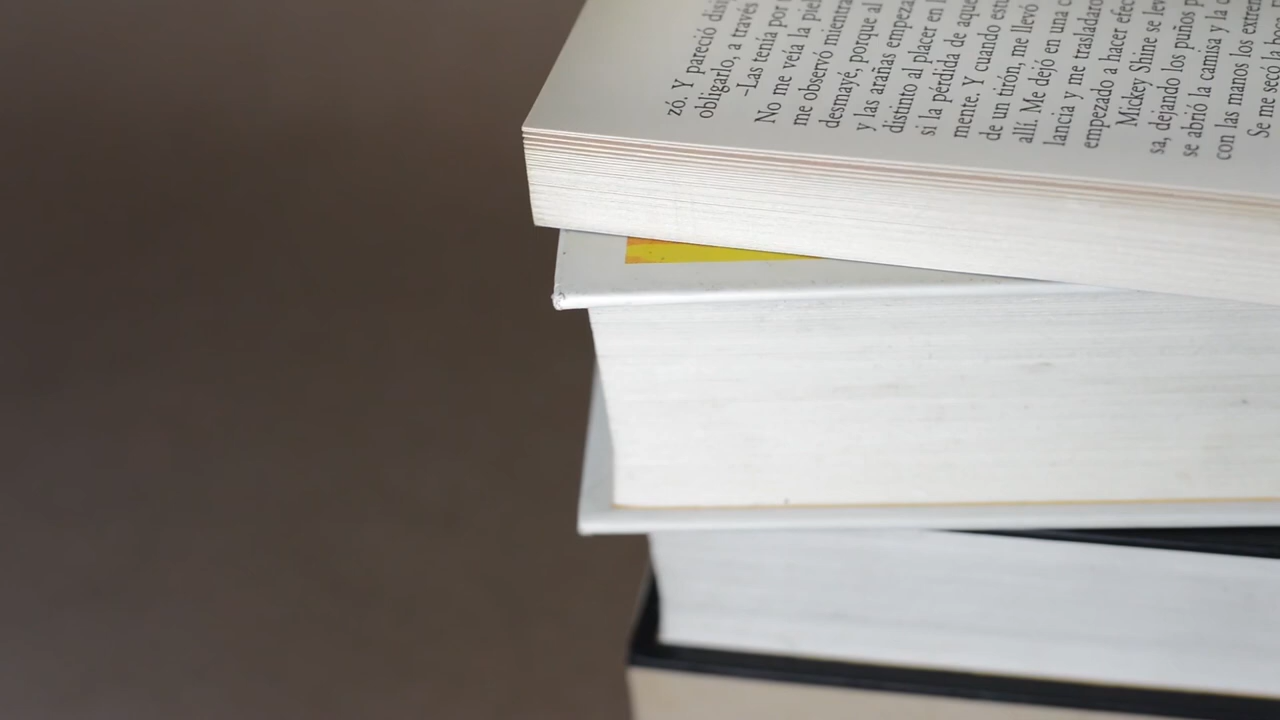 zó. Y pareció
obligarlo, a través
–Las tenía por
No me veía la piel
me observó mientra
desmayé, porque al
y las arañas empeza
distinto al placer en
si la pérdida de aque
mente. Y cuando estu
de un tirón, me llevó
allí. Me dejó en una c
lancia y me trasladaro
empezado a hacer efec
Mickey Shine se lev
sa, dejando los puños p
se abrió la camisa y la c
con las manos los extrem
Se me secó la bo